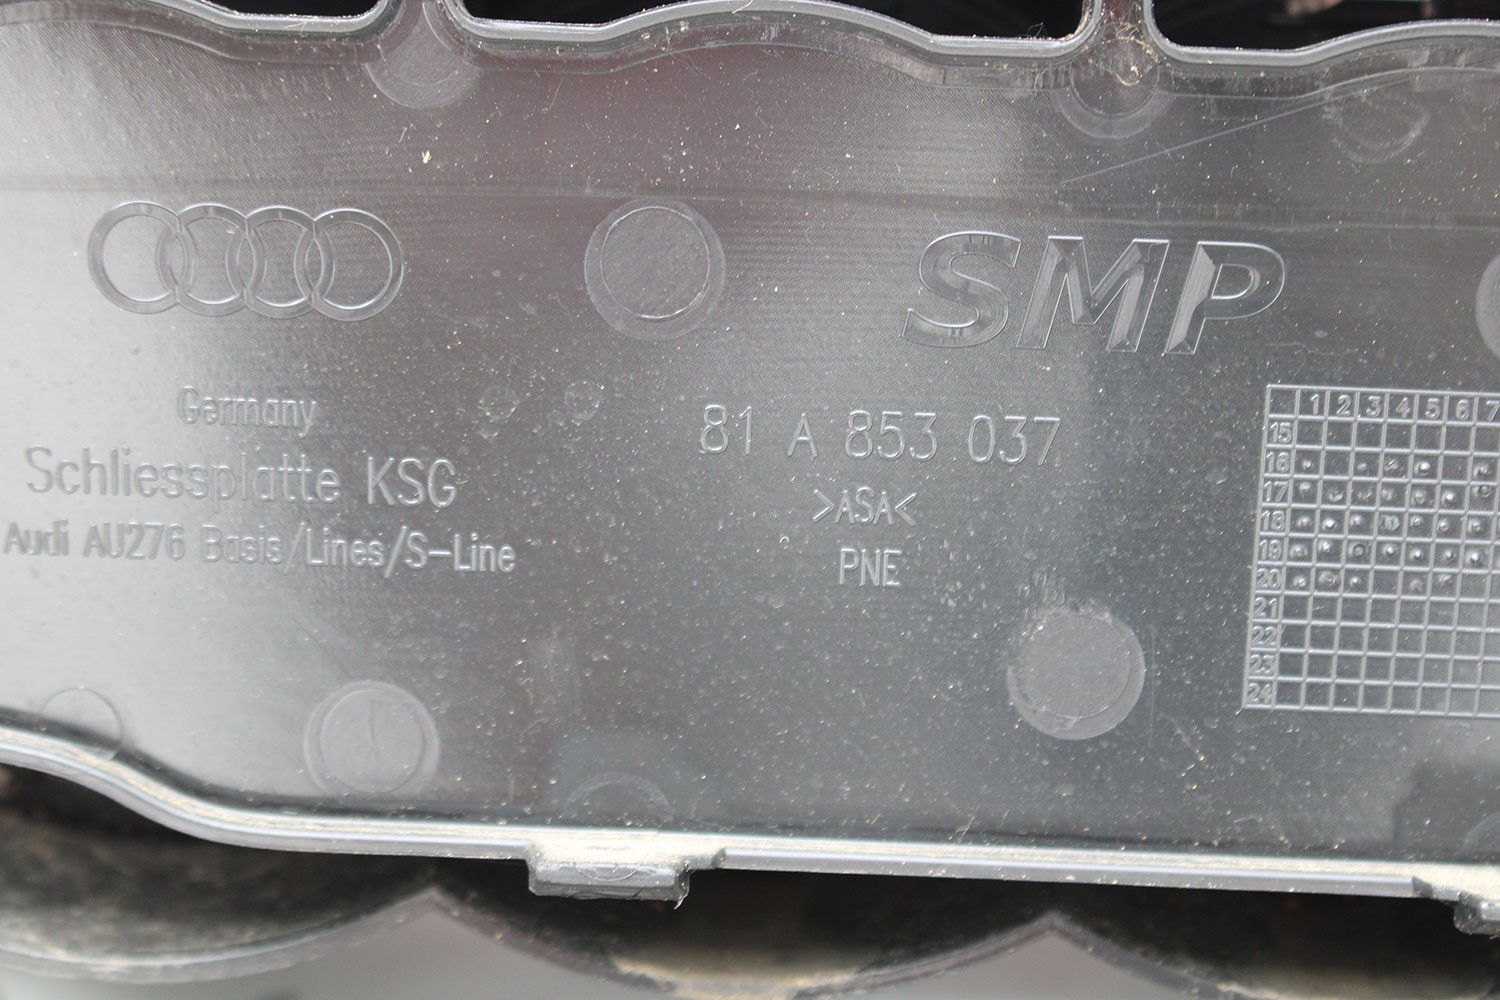 SMP
Germany
Schliessplatte KSG
Audi AU276 Basis/Lines/S-Line
81 A 853 037
>ASA<
PNE
1 2 3 4 5 6 7
15
16
17
18
19
20
21
22
23
24